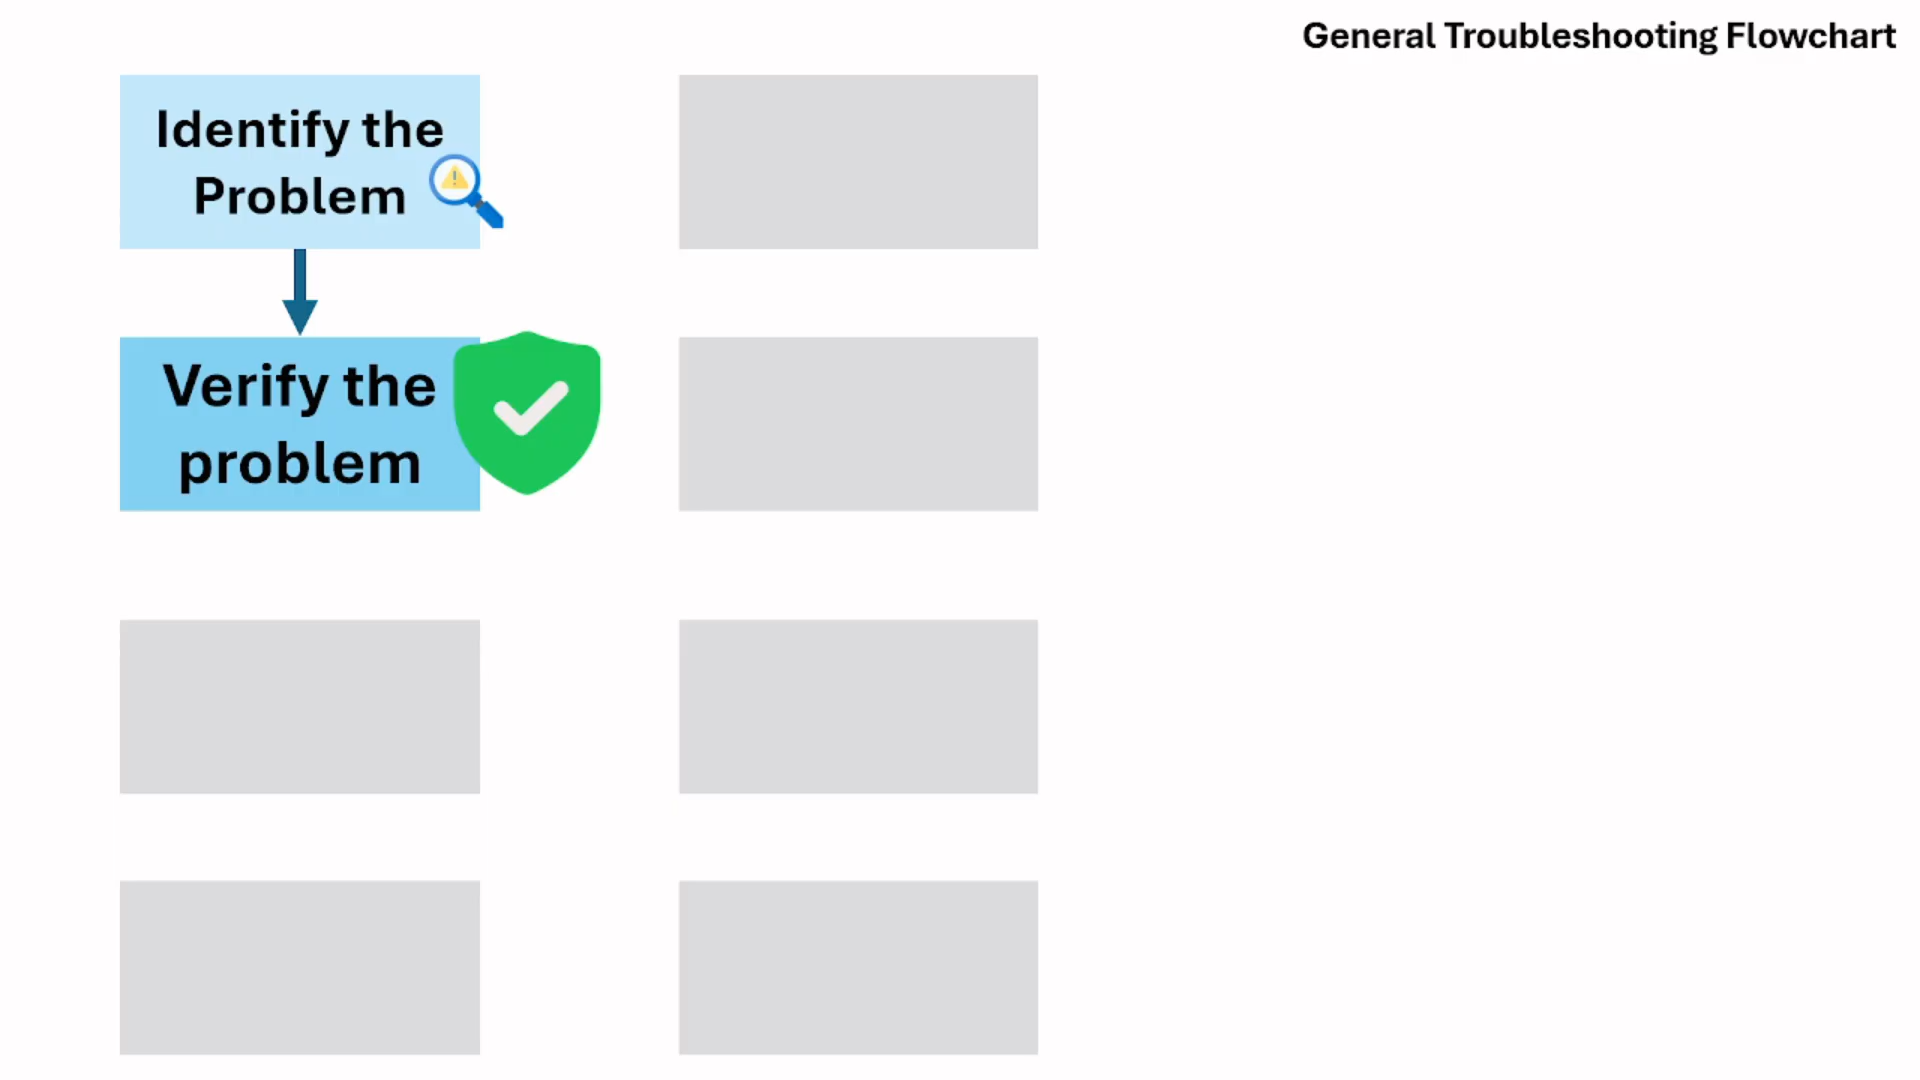 General Troubleshooting Flowchart
Identify the
Problem
Verify the
problem